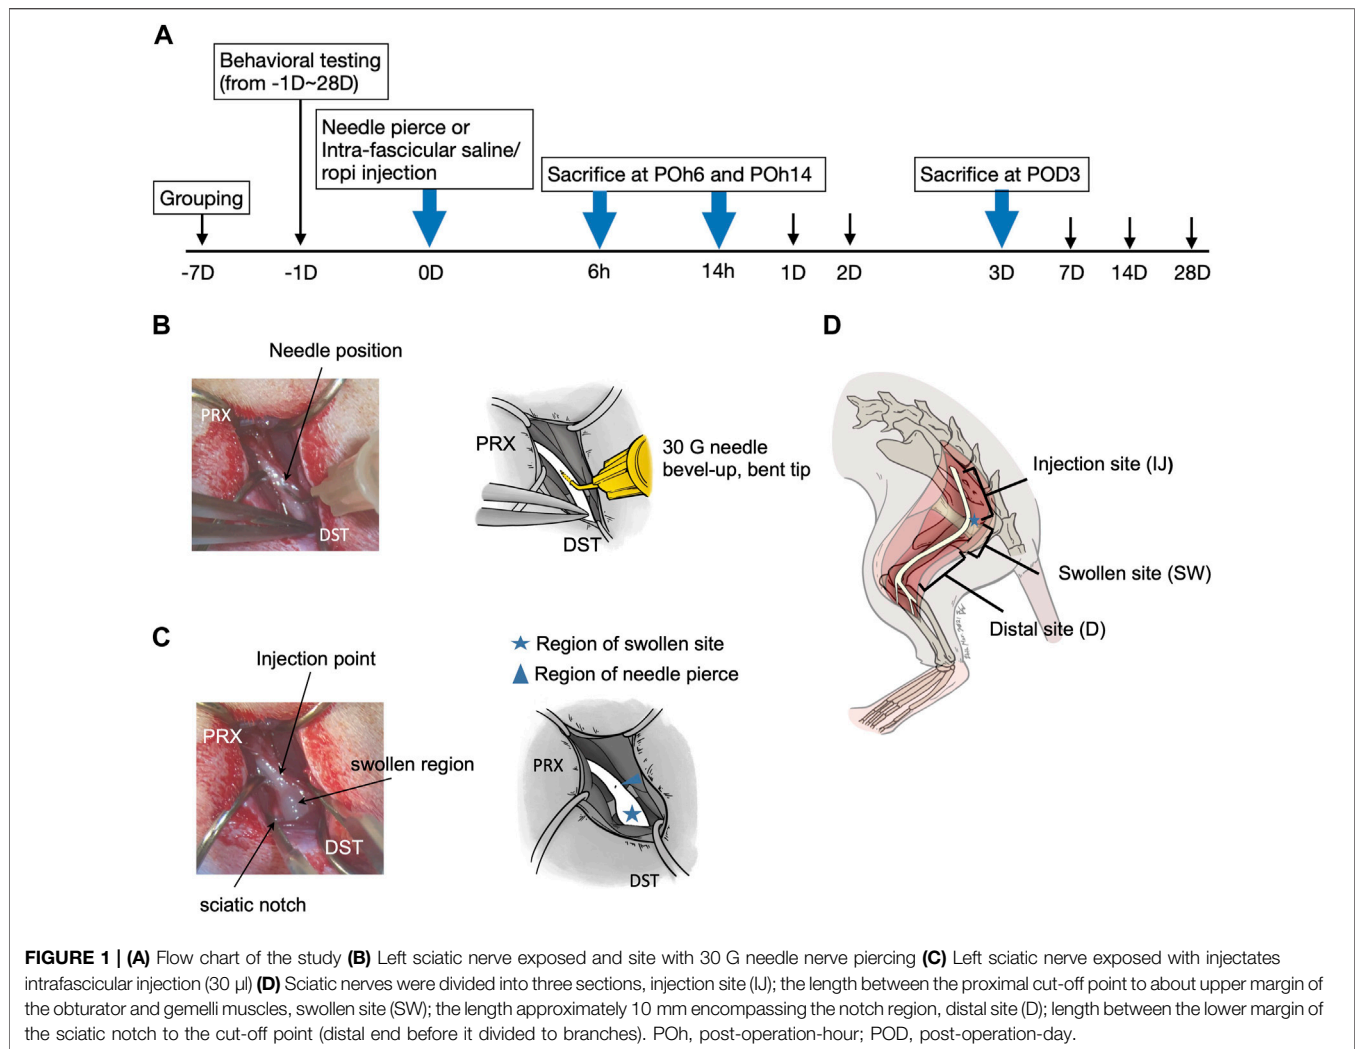 A
Behavioral testing
(from -1D~28D)
Needle pierce or
Intra-fascicular saline/
ropi injection
Sacrifice at POh6 and POh14
Sacrifice at POD3
Grouping
-7D -1D 0D 6h 14h 1D 2D 3D 7D 14D 28D
B
Needle position
PRX
DST
PRX
DST
30 G needle
bevel-up, bent tip
C
Injection point
PRX
swollen region
DST
sciatic notch
Region of swollen site
Region of needle pierce
PRX
DST
D
Injection site (IJ)
Swollen site (SW)
Distal site (D)
FIGURE 1 | (A) Flow chart of the study (B) Left sciatic nerve exposed and site with 30 G needle nerve piercing (C) Left sciatic nerve exposed with injectates
intrafascicular injection (30 μl) (D) Sciatic nerves were divided into three sections, injection site (IJ); the length between the proximal cut-off point to about upper margin of
the obturator and gemelli muscles, swollen site (SW); the length approximately 10 mm encompassing the notch region, distal site (D); length between the lower margin of
the sciatic notch to the cut-off point (distal end before it divided to branches). POh, post-operation-hour; POD, post-operation-day.